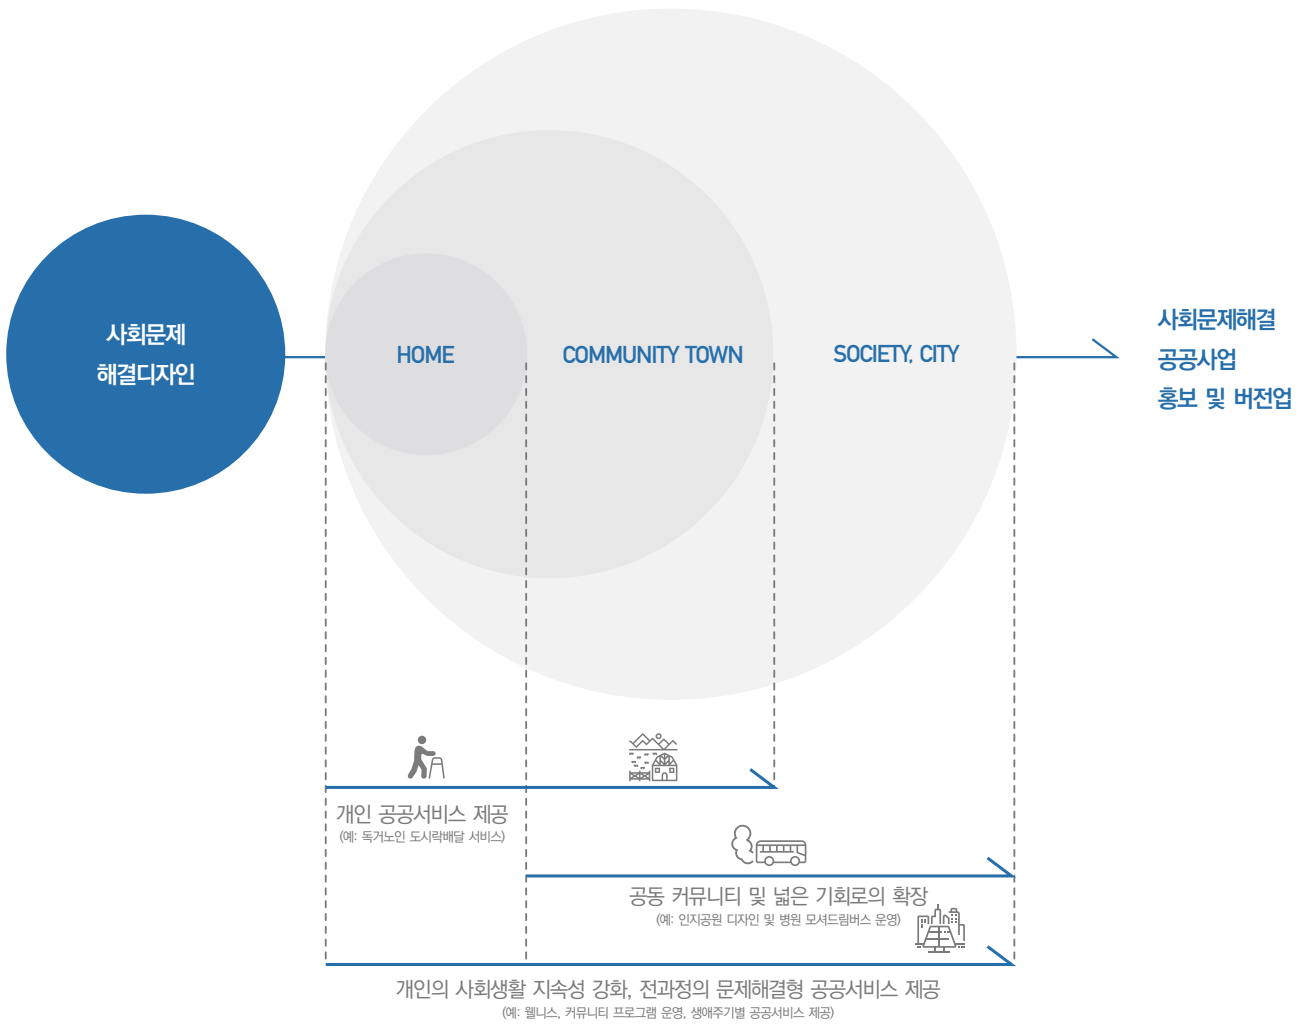 사회문제
해결디자인
HOME
COMMUNITY TOWN
SOCIETY, CITY
사회문제해결
공공사업
홍보 및 버전업
개인 공공서비스 제공
(예: 독거노인 도시락배달 서비스)
공동 커뮤니티 및 넓은 기회로의 확장
(예: 인지공원 디자인 및 병원 모셔드림버스 운영)
개인의 사회생활 지속성 강화, 전과정의 문제해결형 공공서비스 제공
(예: 웰니스, 커뮤니티 프로그램 운영, 생애주기별 공공서비스 제공)